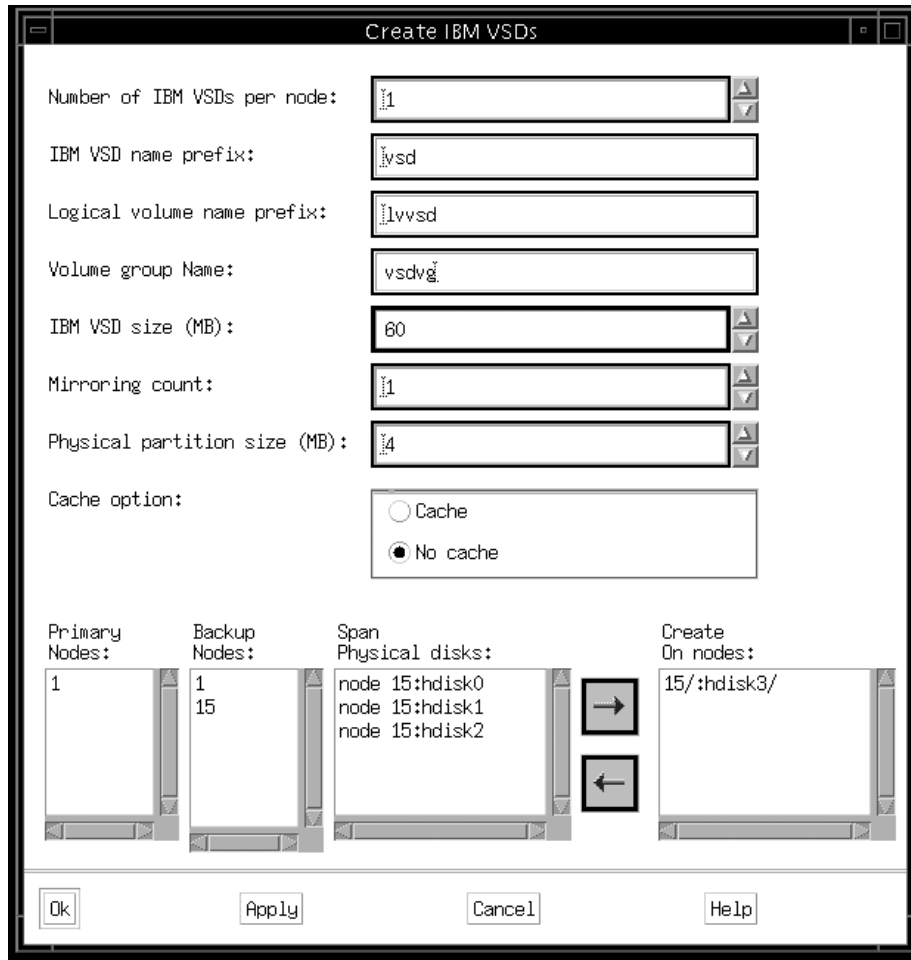 Create IBM VSDs
Number of IBM VSDs per node:
1
IBM VSD name prefix:
vsd
Logical volume name prefix:
lvvsd
Volume group Name:
vsdvg
IBM VSD size (MB):
60
Mirroring count:
1
Physical partition size (MB):
4
Cache option:
Cache
No cache
Primary
Nodes:
1
Backup
Nodes:
1
15
Span
Physical disks:
node 15:hdisk0
node 15:hdisk1
node 15:hdisk2
Create
On nodes:
15/:hdisk3/
Ok
Apply
Cancel
Help